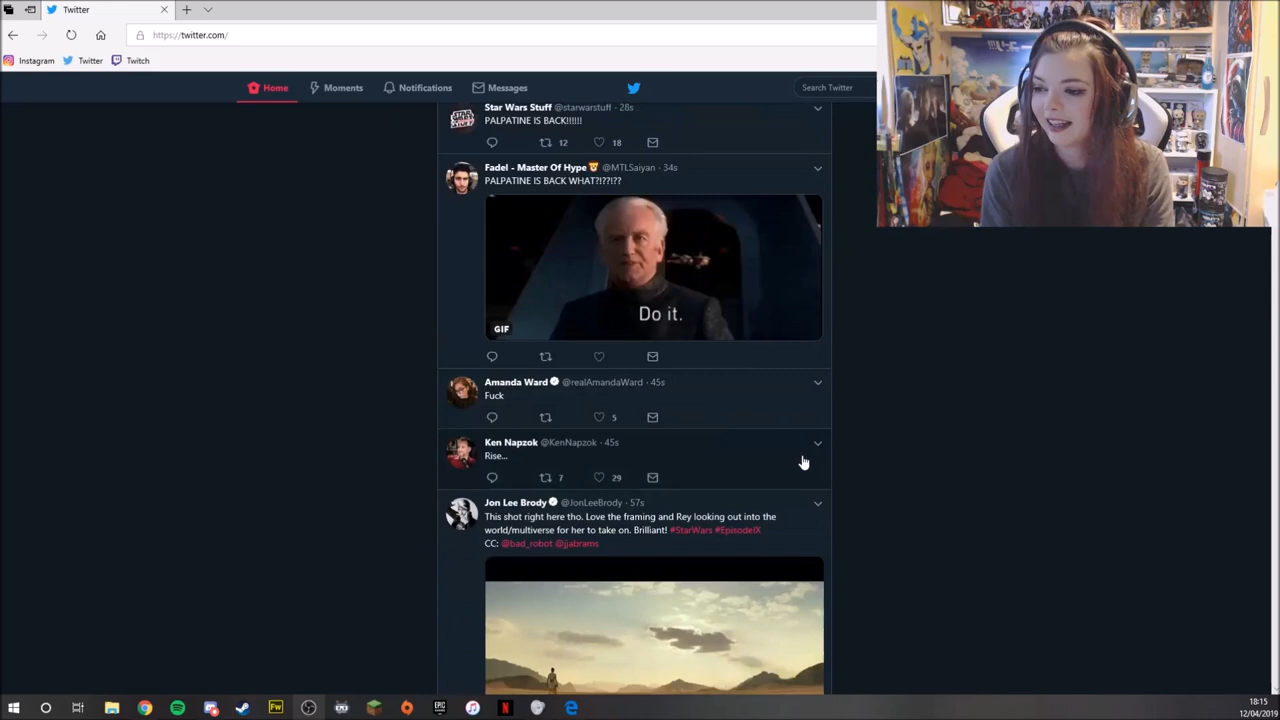 Twitter
https://twitter.com/
Instagram
Twitter
Twitch
Home
Moments
Notifications
Messages
Search Twitter
Star Wars Stuff @starwarstuff · 28s
PALPATINE IS BACK!!!!!!
12
18
Fadel - Master Of Hype @MTLSaiyan · 34s
PALPATINE IS BACK WHAT?!??!??
Do it.
GIF
Amanda Ward @realAmandaWard · 45s
Fuck
5
Ken Napzok @KenNapzok · 45s
Rise...
7
29
Jon Lee Brody @JonLeeBrody · 57s
This shot right here tho. Love the framing and Rey looking out into the
world/multiverse for her to take on. Brilliant! #StarWars #EpisodeIX
CC: @bad_robot @jjabrams
Fw
EPIC
N
18:15
12/04/2019